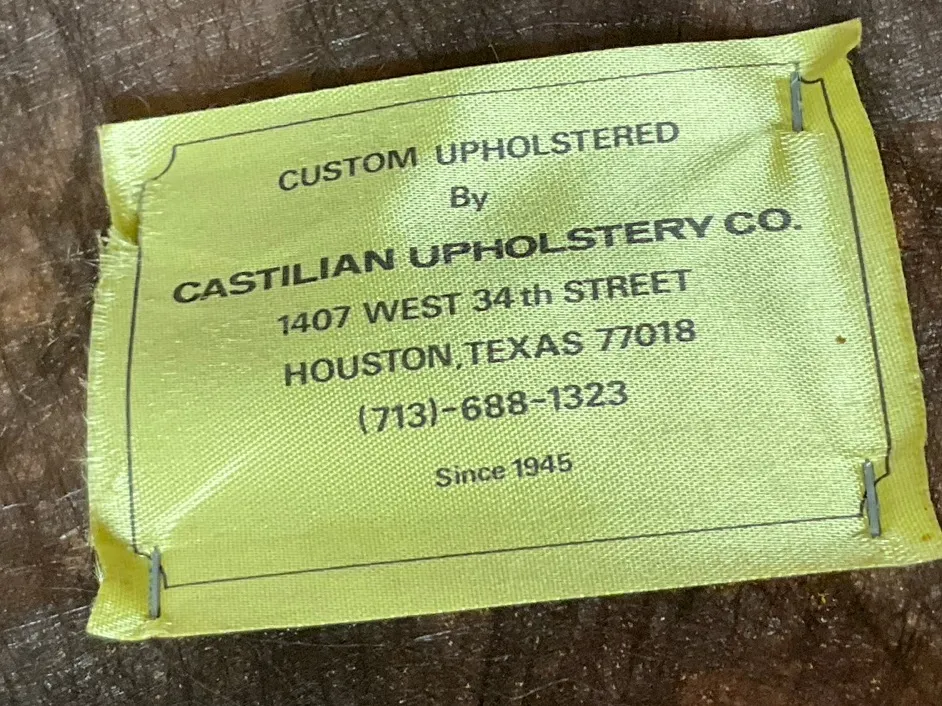 CUSTOM UPHOLSTERED
By
CASTILIAN UPHOLSTERY CO.
1407 WEST 34th STREET
HOUSTON, TEXAS 77018
(713)-688-1323
Since 1945